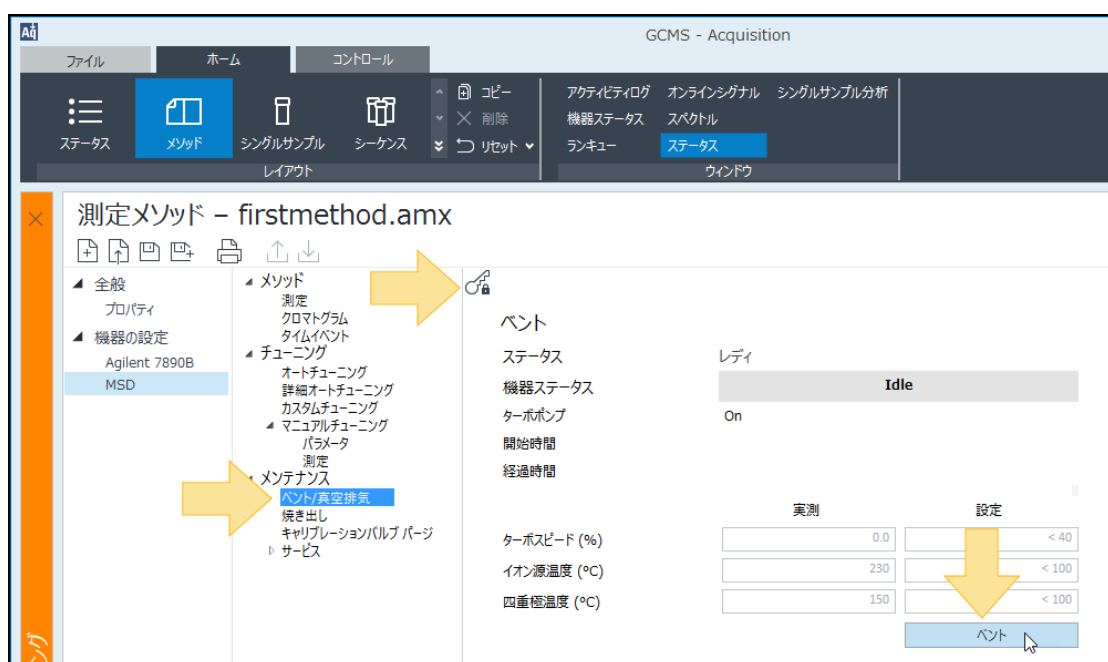 GCMS - Acquisition
ファイル ホーム コントロール
コピー アクティビティログ オンラインシグナル シングルサンプル分析
削除 機器ステータス スペクトル
ステータス メソッド シングルサンプル シーケンス リセット ランキュー ステータス
レイアウト ウィンドウ
測定メソッド – firstmethod.amx
全般
プロパティ
機器の設定
Agilent 7890B
MSD
メソッド
測定
クロマトグラム
タイムイベント
チューニング
オートチューニング
詳細オートチューニング
カスタムチューニング
マニュアルチューニング
パラメータ
測定
メンテナンス
ベント/真空排気
焼き出し
キャリブレーションバルブ パージ
サービス
ベント
ステータス レディ
機器ステータス Idle
ターボポンプ On
開始時間
経過時間
実測 設定
ターボスピード (%) 0.0 < 40
イオン源温度 (°C) 230 < 100
四重極温度 (°C) 150 < 100
ベント